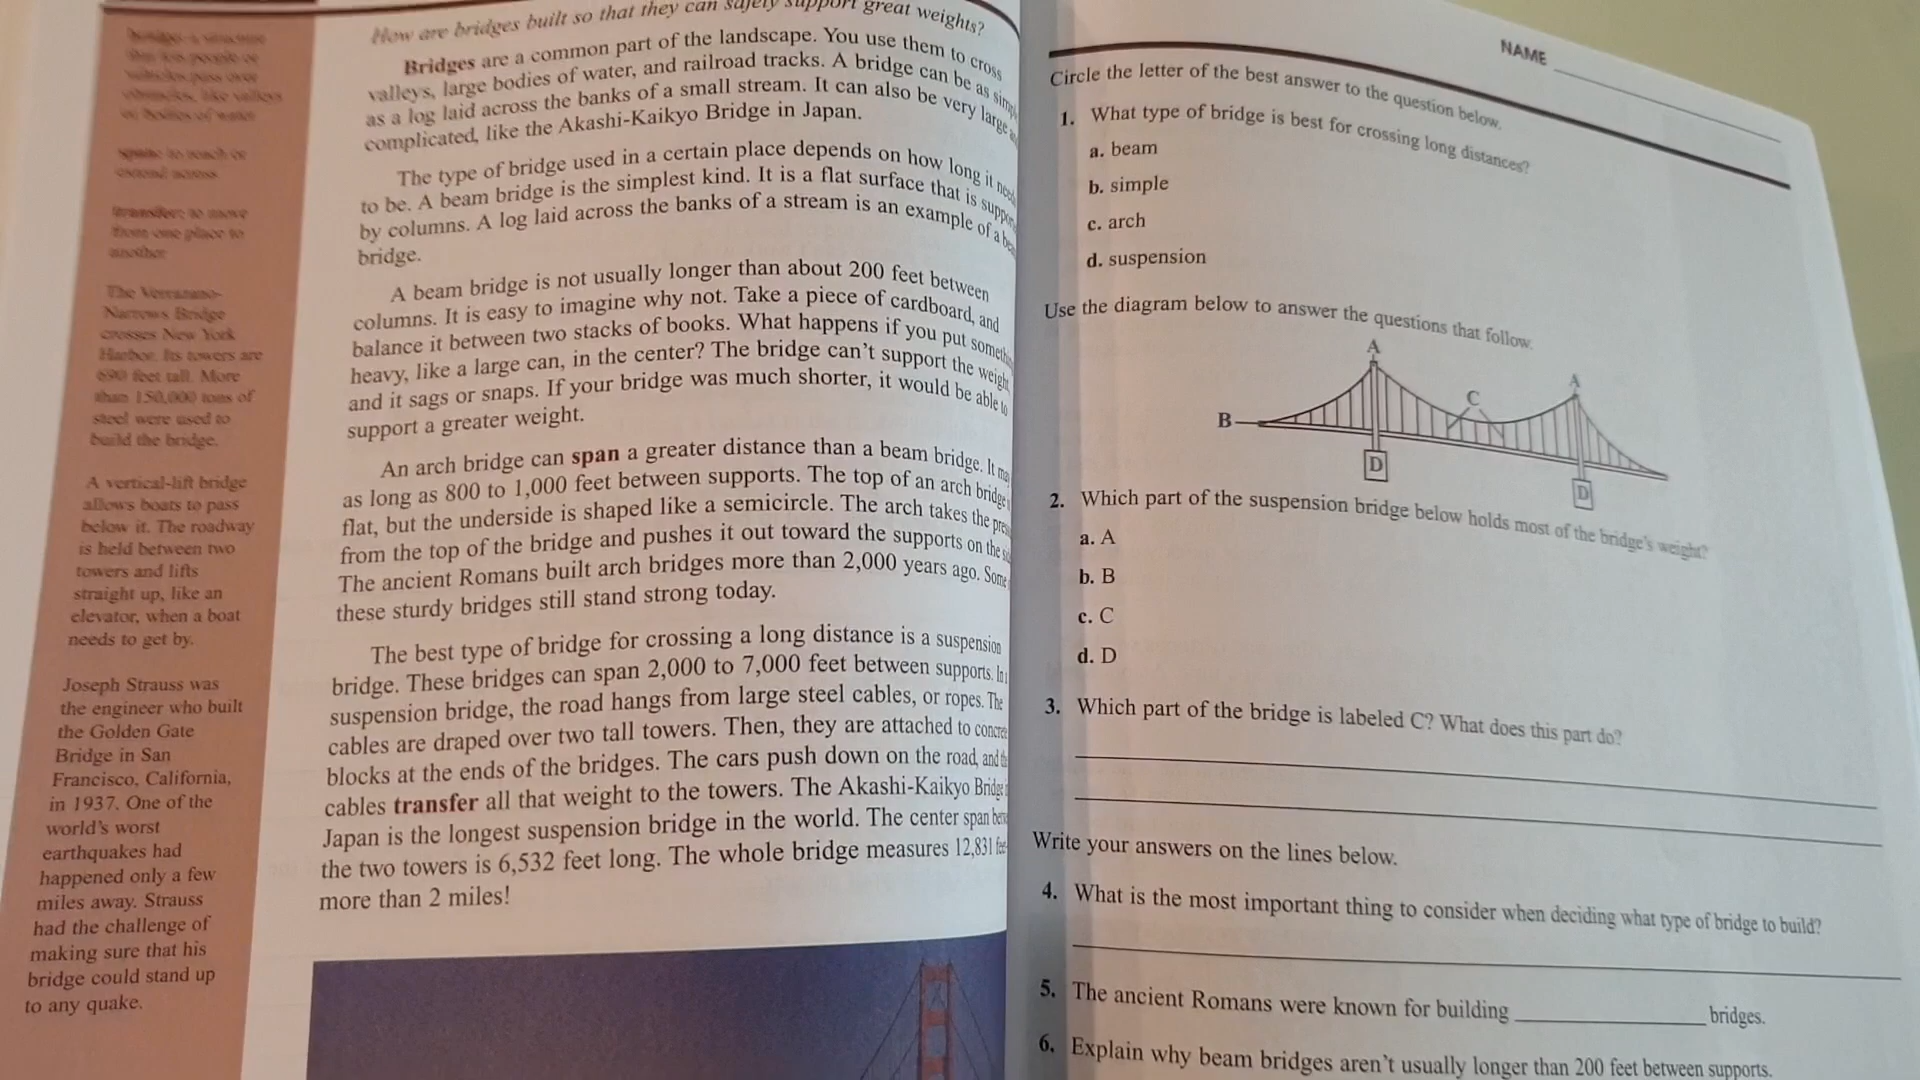 How are bridges built so that they can safely support great weights?
Bridges are a common part of the landscape. You use them to cross
valleys, large bodies of water, and railroad tracks. A bridge can be as
as a log laid across the banks of a small stream. It can also be very large
complicated, like the Akashi-Kaikyo Bridge in Japan.
The type of bridge used in a certain place depends on how long it
to be. A beam bridge is the simplest kind. It is a flat surface that is
by columns. A log laid across the banks of a stream is an example of a
bridge.
A beam bridge is not usually longer than about 200 feet between
columns. It is easy to imagine why not. Take a piece of cardboard, and
balance it between two stacks of books. What happens if you put
heavy, like a large can, in the center? The bridge can't support the weight
and it sags or snaps. If your bridge was much shorter, it would be able to
support a greater weight.
An arch bridge can span a greater distance than a beam bridge. It
as long as 800 to 1,000 feet between supports. The top of an arch bridge
flat, but the underside is shaped like a semicircle. The arch takes the
from the top of the bridge and pushes it out toward the supports on the
The ancient Romans built arch bridges more than 2,000 years ago. Some
these sturdy bridges still stand strong today.
The best type of bridge for crossing a long distance is a suspension
bridge. These bridges can span 2,000 to 7,000 feet between supports. In
suspension bridge, the road hangs from large steel cables, or ropes. The
cables are draped over two tall towers. Then, they are attached to
blocks at the ends of the bridges. The cars push down on the road, and
cables transfer all that weight to the towers. The Akashi-Kaikyo Bridge
Japan is the longest suspension bridge in the world. The center span
the two towers is 6,532 feet long. The whole bridge measures 12,831
more than 2 miles!
bridge: a structure
vehicles pass over
obstacles, like valleys
or bodies of water
span: to reach or
extend across
transfer: to move
from one place to
another
The Verrazano-
Narrows Bridge
crosses New York
Harbor. Its towers are
690 feet tall. More
than 150,000 tons of
steel were used to
build the bridge.
A vertical-lift bridge
allows boats to pass
below it. The roadway
is held between two
towers and lifts
straight up, like an
elevator, when a boat
needs to get by.
Joseph Strauss was
the engineer who built
the Golden Gate
Bridge in San
Francisco, California,
in 1937. One of the
world's worst
earthquakes had
happened only a few
miles away. Strauss
had the challenge of
making sure that his
bridge could stand up
to any quake.
NAME
Circle the letter of the best answer to the question below.
1. What type of bridge is best for crossing long distances?
a. beam
b. simple
c. arch
d. suspension
Use the diagram below to answer the questions that follow.
A
A
C
B
D
D
2. Which part of the suspension bridge below holds most of the bridge's weight?
a. A
b. B
c. C
d. D
3. Which part of the bridge is labeled C? What does this part do?
Write your answers on the lines below.
4. What is the most important thing to consider when deciding what type of bridge to build?
5. The ancient Romans were known for building bridges.
6. Explain why beam bridges aren't usually longer than 200 feet between supports.